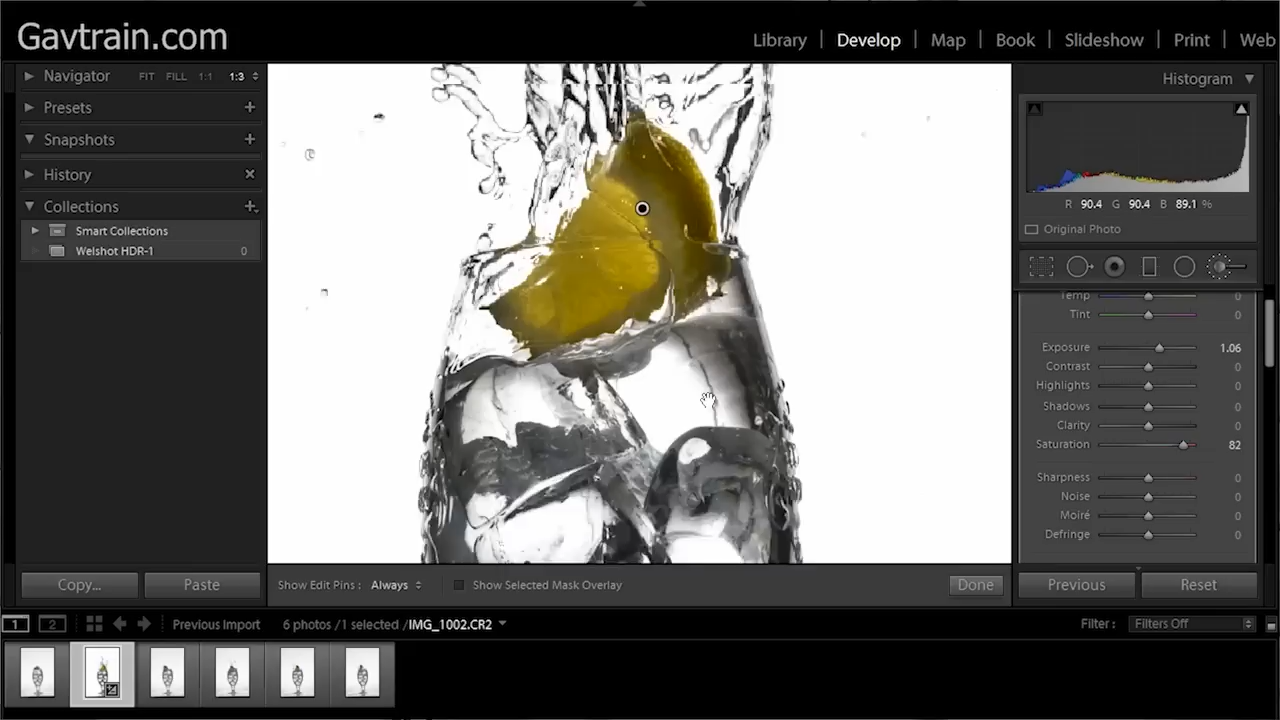 Gavtrain.com
Library | Develop | Map | Book | Slideshow | Print | Web
Navigator FIT FILL 1:1 1:3
Presets
Snapshots
History
Collections
Smart Collections
Welshot HDR-1 0
Copy... Paste
Histogram
R 90.4 G 90.4 B 89.1 %
Original Photo
Temp 0
Tint 0
Exposure 1.06
Contrast 0
Highlights 0
Shadows 0
Clarity 0
Saturation 82
Sharpness 0
Noise 0
Moiré 0
Defringe 0
Show Edit Pins : Always Show Selected Mask Overlay Done
Previous Reset
1 2 Previous Import 6 photos /1 selected /IMG_1002.CR2 Filter : Filters Off